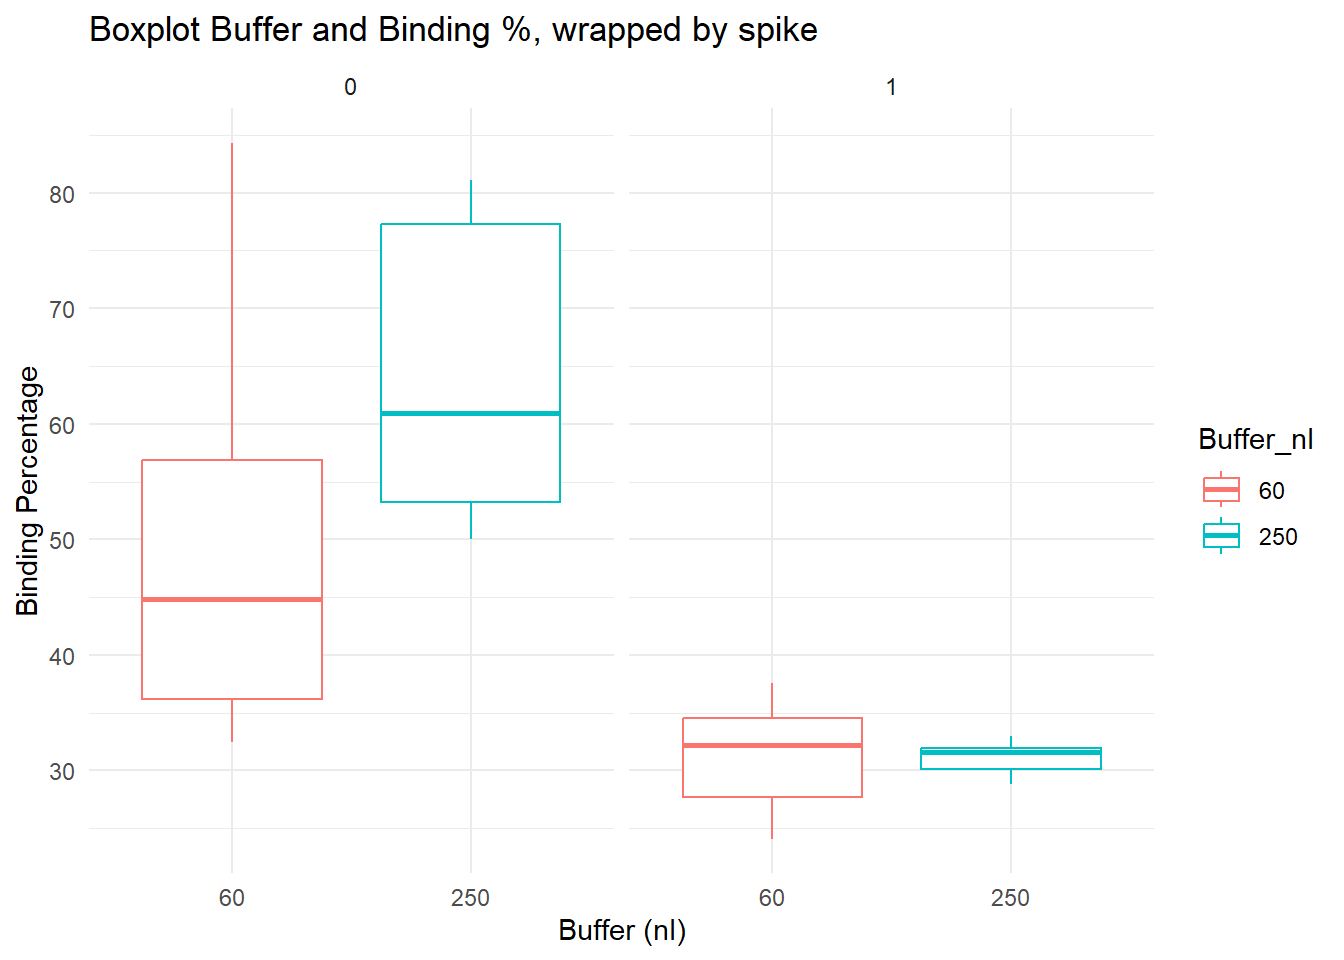 Boxplot Buffer and Binding %, wrapped by spike
0 1
80
70
60
50
40
30
Binding Percentage
60 250 60 250
Buffer (nl)
Buffer_nl
60
250